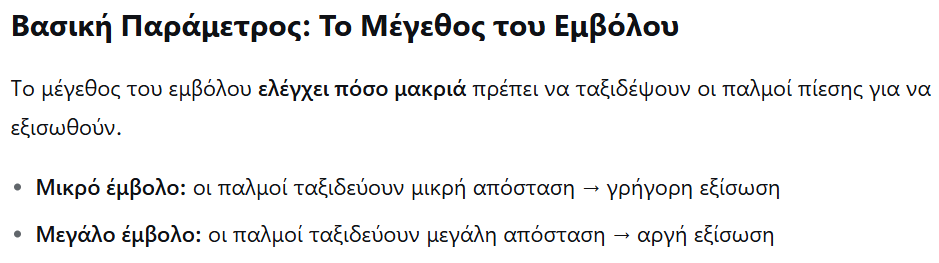 Βασική Παράμετρος: Το Μέγεθος του Εμβόλου
Το μέγεθος του εμβόλου ελέγχει πόσο μακριά πρέπει να ταξιδέψουν οι παλμοί πίεσης για να
εξισωθούν.
• Μικρό έμβολο: οι παλμοί ταξιδεύουν μικρή απόσταση → γρήγορη εξίσωση
• Μεγάλο έμβολο: οι παλμοί ταξιδεύουν μεγάλη απόσταση → αργή εξίσωση